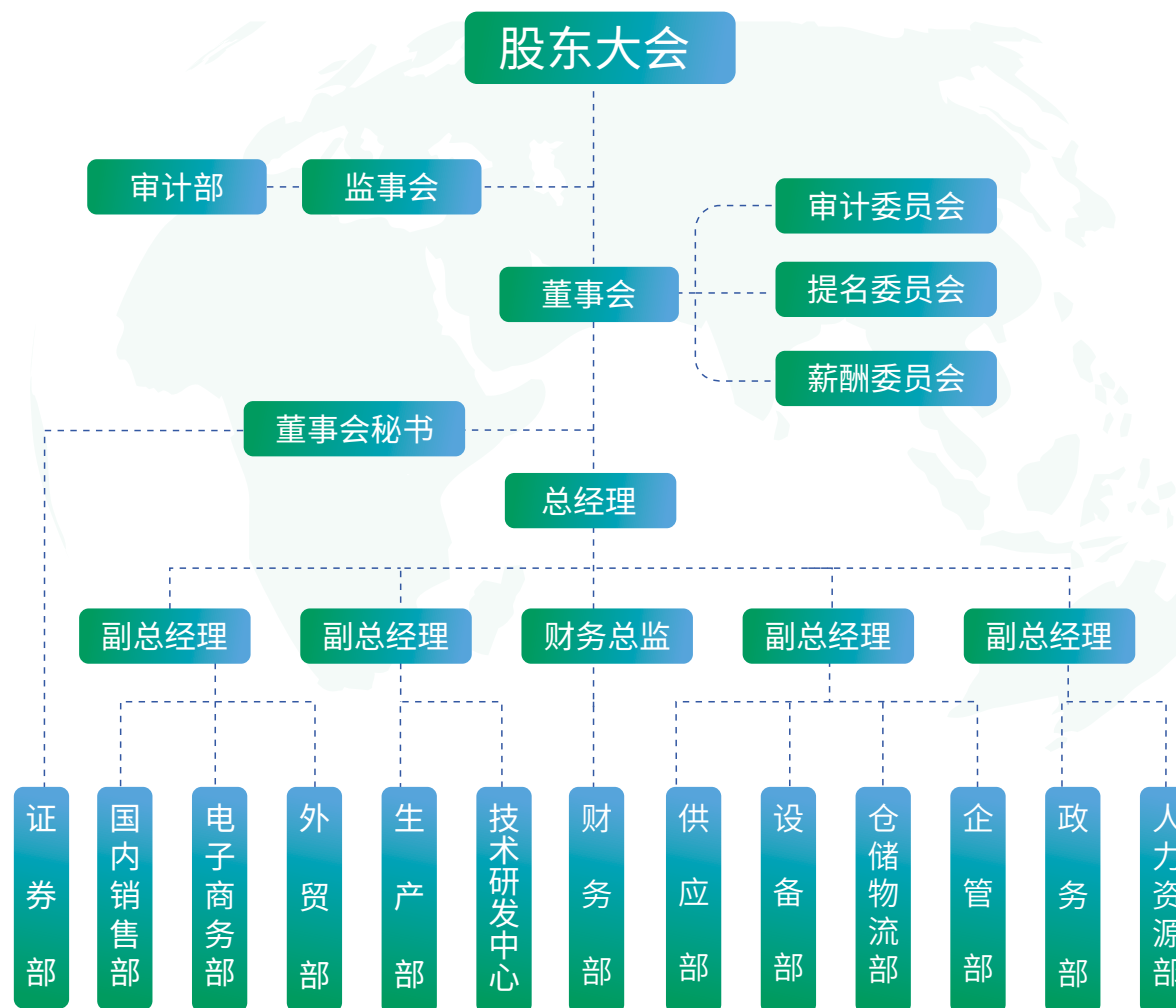 股东大会
审计部
监事会
审计委员会
提名委员会
董事会
薪酬委员会
董事会秘书
总经理
副总经理
副总经理
财务总监
副总经理
副总经理
证券部
国内销售部
电子商务部
外贸部
生产部
技术研发中心
财务部
供应部
设备部
仓储物流部
企管部
政务部
人力资源部